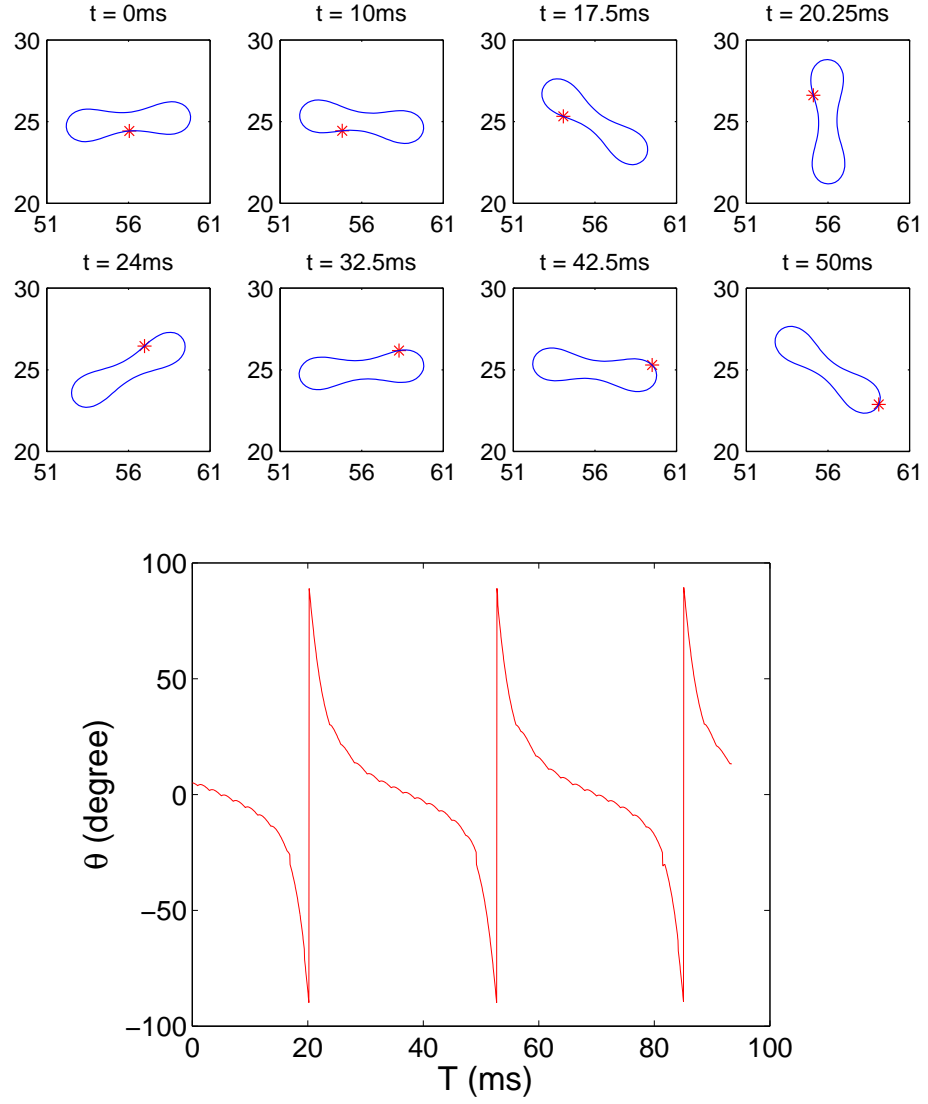 t = 0ms t = 10ms t = 17.5ms t = 20.25ms
30 30 30 30
25 25 25 25
20 20 20 20
51 56 61 51 56 61 51 56 61 51 56 61
t = 24ms t = 32.5ms t = 42.5ms t = 50ms
30 30 30 30
25 25 25 25
20 20 20 20
51 56 61 51 56 61 51 56 61 51 56 61
100
50
0
−50
−100
θ (degree)
0 20 40 60 80 100
T (ms)